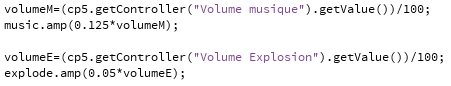 volumeM=(cp5.getController("Volume musique").getValue())/100;
music.amp(0.125*volumeM);
volumeE=(cp5.getController("Volume Explosion").getValue())/100;
explode.amp(0.05*volumeE);